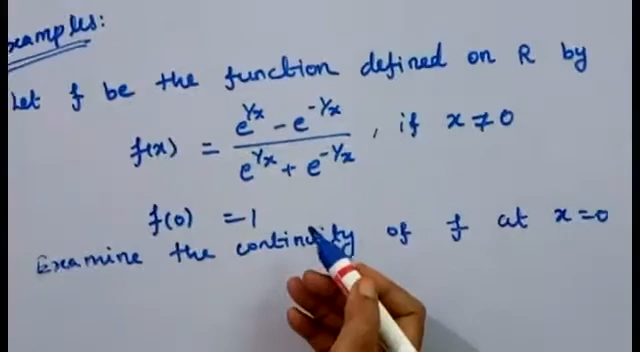 Examples:
Let f be the function defined on R by
f(x) = (e^{1/x} - e^{-1/x}) / (e^{1/x} + e^{-1/x}), if x ≠ 0
f(0) = 1
Examine the continuity of f at x=0